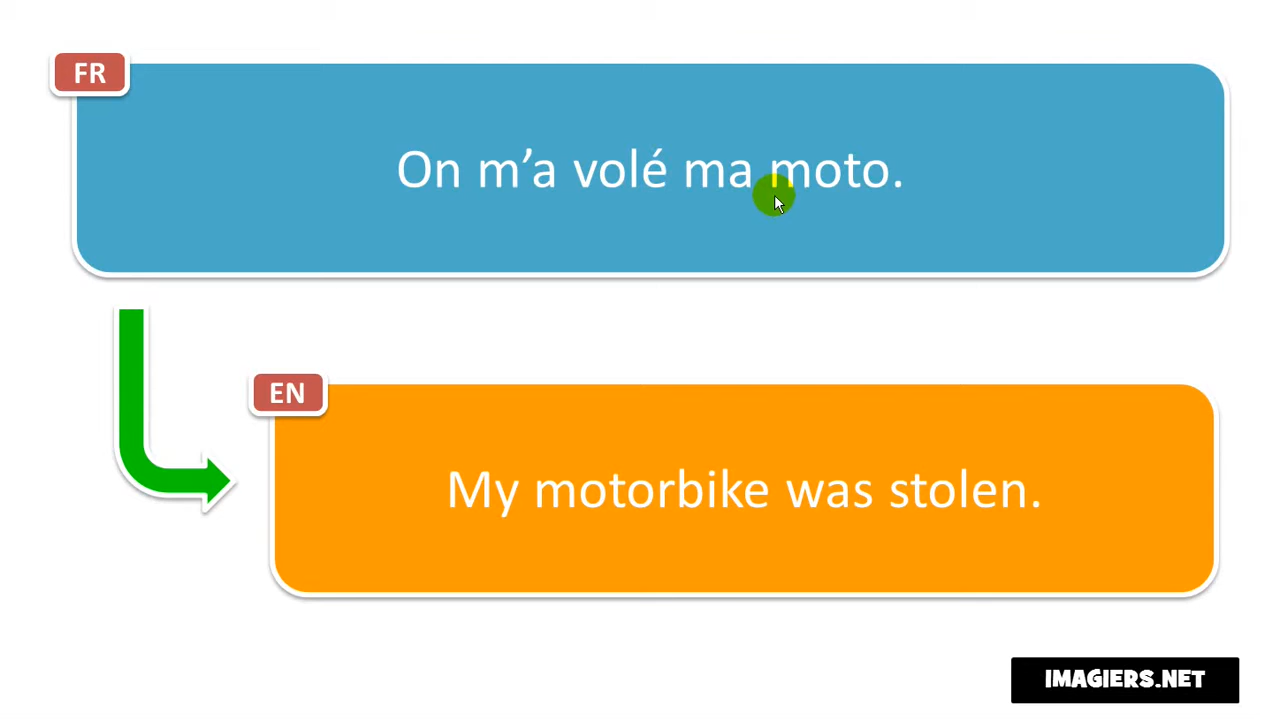 FR
On m’a volé ma moto.
EN
My motorbike was stolen.
IMAGIERS.NET